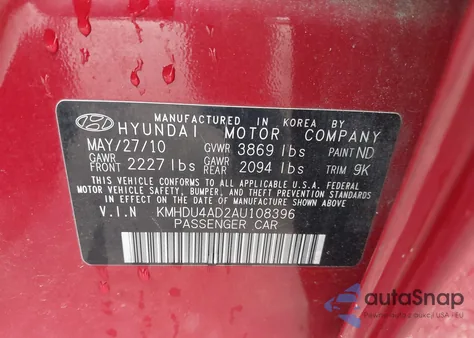 MANUFACTURED IN KOREA BY
HYUNDAI MOTOR COMPANY
MAY/27/10 GVWR 3869 lbs PAINT ND
GAWR FRONT 2227 lbs GAWR REAR 2094 lbs TRIM 9K
THIS VEHICLE CONFORMS TO ALL APPLICABLE U.S.A. FEDERAL
MOTOR VEHICLE SAFETY, BUMPER, AND THEFT PREVENTION STANDARDS
IN EFFECT ON THE DATE OF MANUFACTURE SHOWN ABOVE.
V.I.N KMHDU4AD2AU108396
PASSENGER CAR
autoSnap